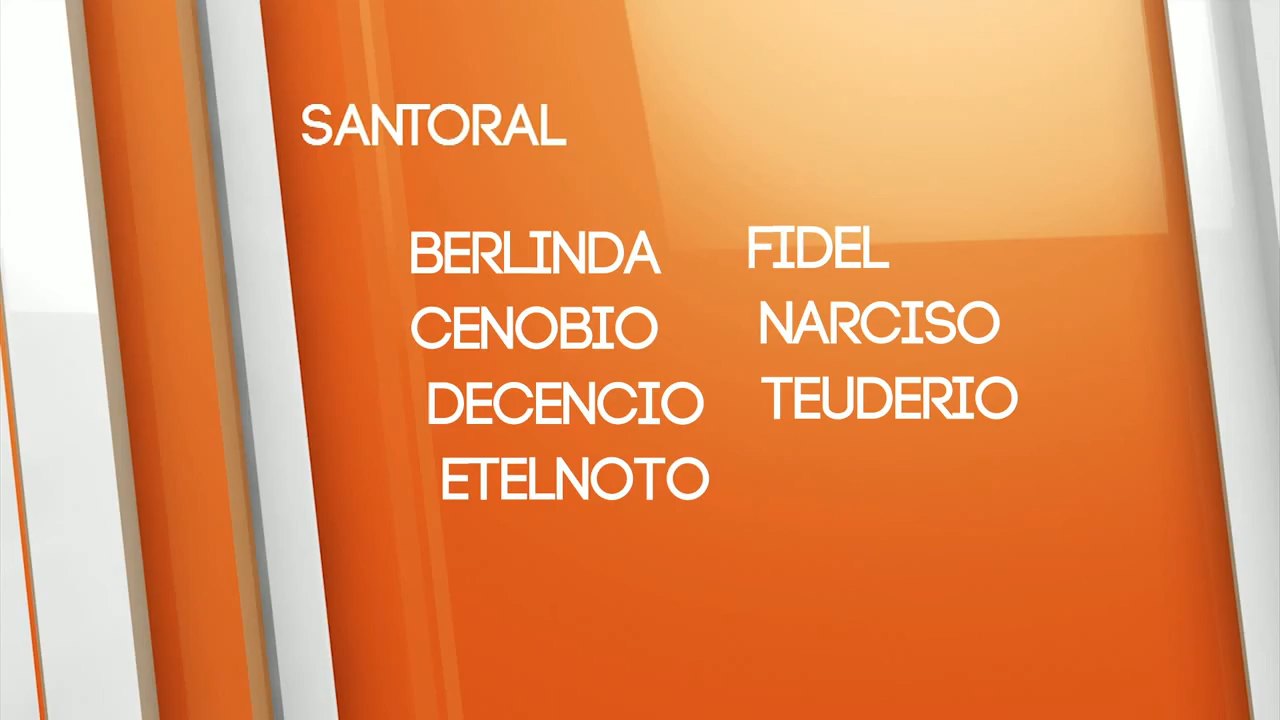 SANTORAL
BERLINDA
CENOBIO
DECENCIO
ETELNOTO
FIDEL
NARCISO
TEUDERIO